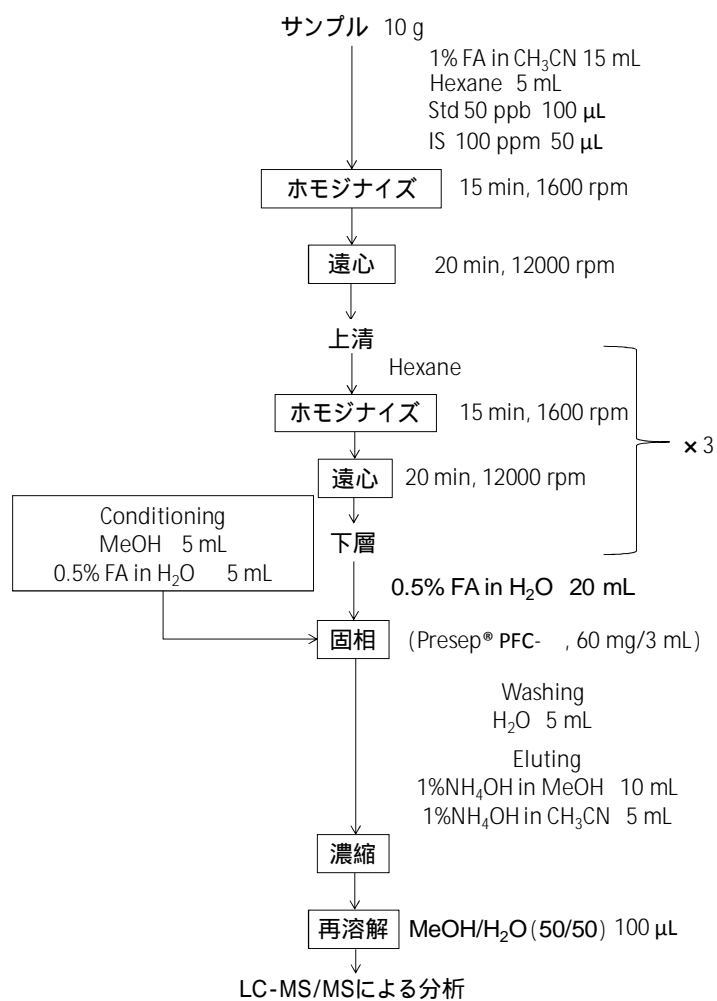 サンプル 10 g
1% FA in CH₃CN 15 mL
Hexane 5 mL
Std 50 ppb 100 μL
IS 100 ppm 50 μL
ホモジナイズ 15 min, 1600 rpm
遠心 20 min, 12000 rpm
上清
Hexane
ホモジナイズ 15 min, 1600 rpm
× 3
遠心 20 min, 12000 rpm
下層
Conditioning
MeOH 5 mL
0.5% FA in H₂O 5 mL
0.5% FA in H₂O 20 mL
固相 (Presep® PFC- , 60 mg/3 mL)
Washing
H₂O 5 mL
Eluting
1%NH₄OH in MeOH 10 mL
1%NH₄OH in CH₃CN 5 mL
濃縮
再溶解 MeOH/H₂O (50/50) 100 μL
LC-MS/MSによる分析